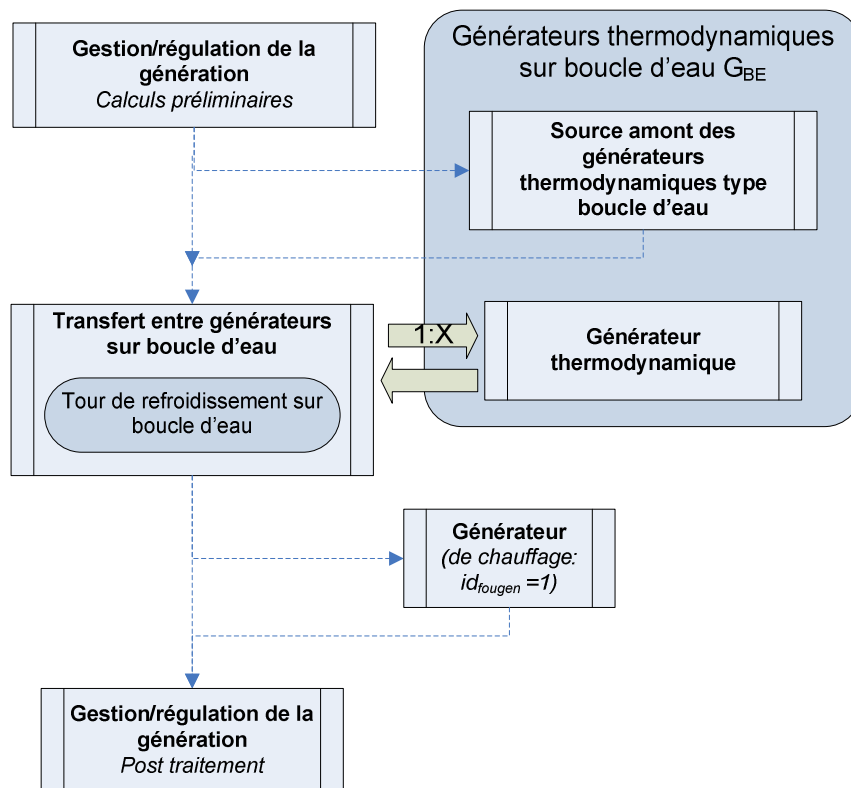 Gestion/régulation de la
génération
Calculs préliminaires
Générateurs thermodynamiques
sur boucle d'eau GBE
Source amont des
générateurs
thermodynamiques type
boucle d'eau
Transfert entre générateurs
sur boucle d'eau
Tour de refroidissement sur
boucle d'eau
1:X
Générateur
thermodynamique
Générateur
(de chauffage:
idfougen =1)
Gestion/régulation de la
génération
Post traitement